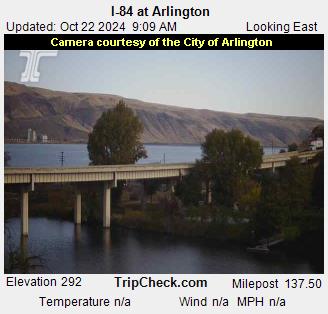 I-84 at Arlington
Updated: Oct 22 2024 9:09 AM Looking East
Camera courtesy of the City of Arlington
Elevation 292 TripCheck.com Milepost 137.50
Temperature n/a Wind n/a MPH n/a